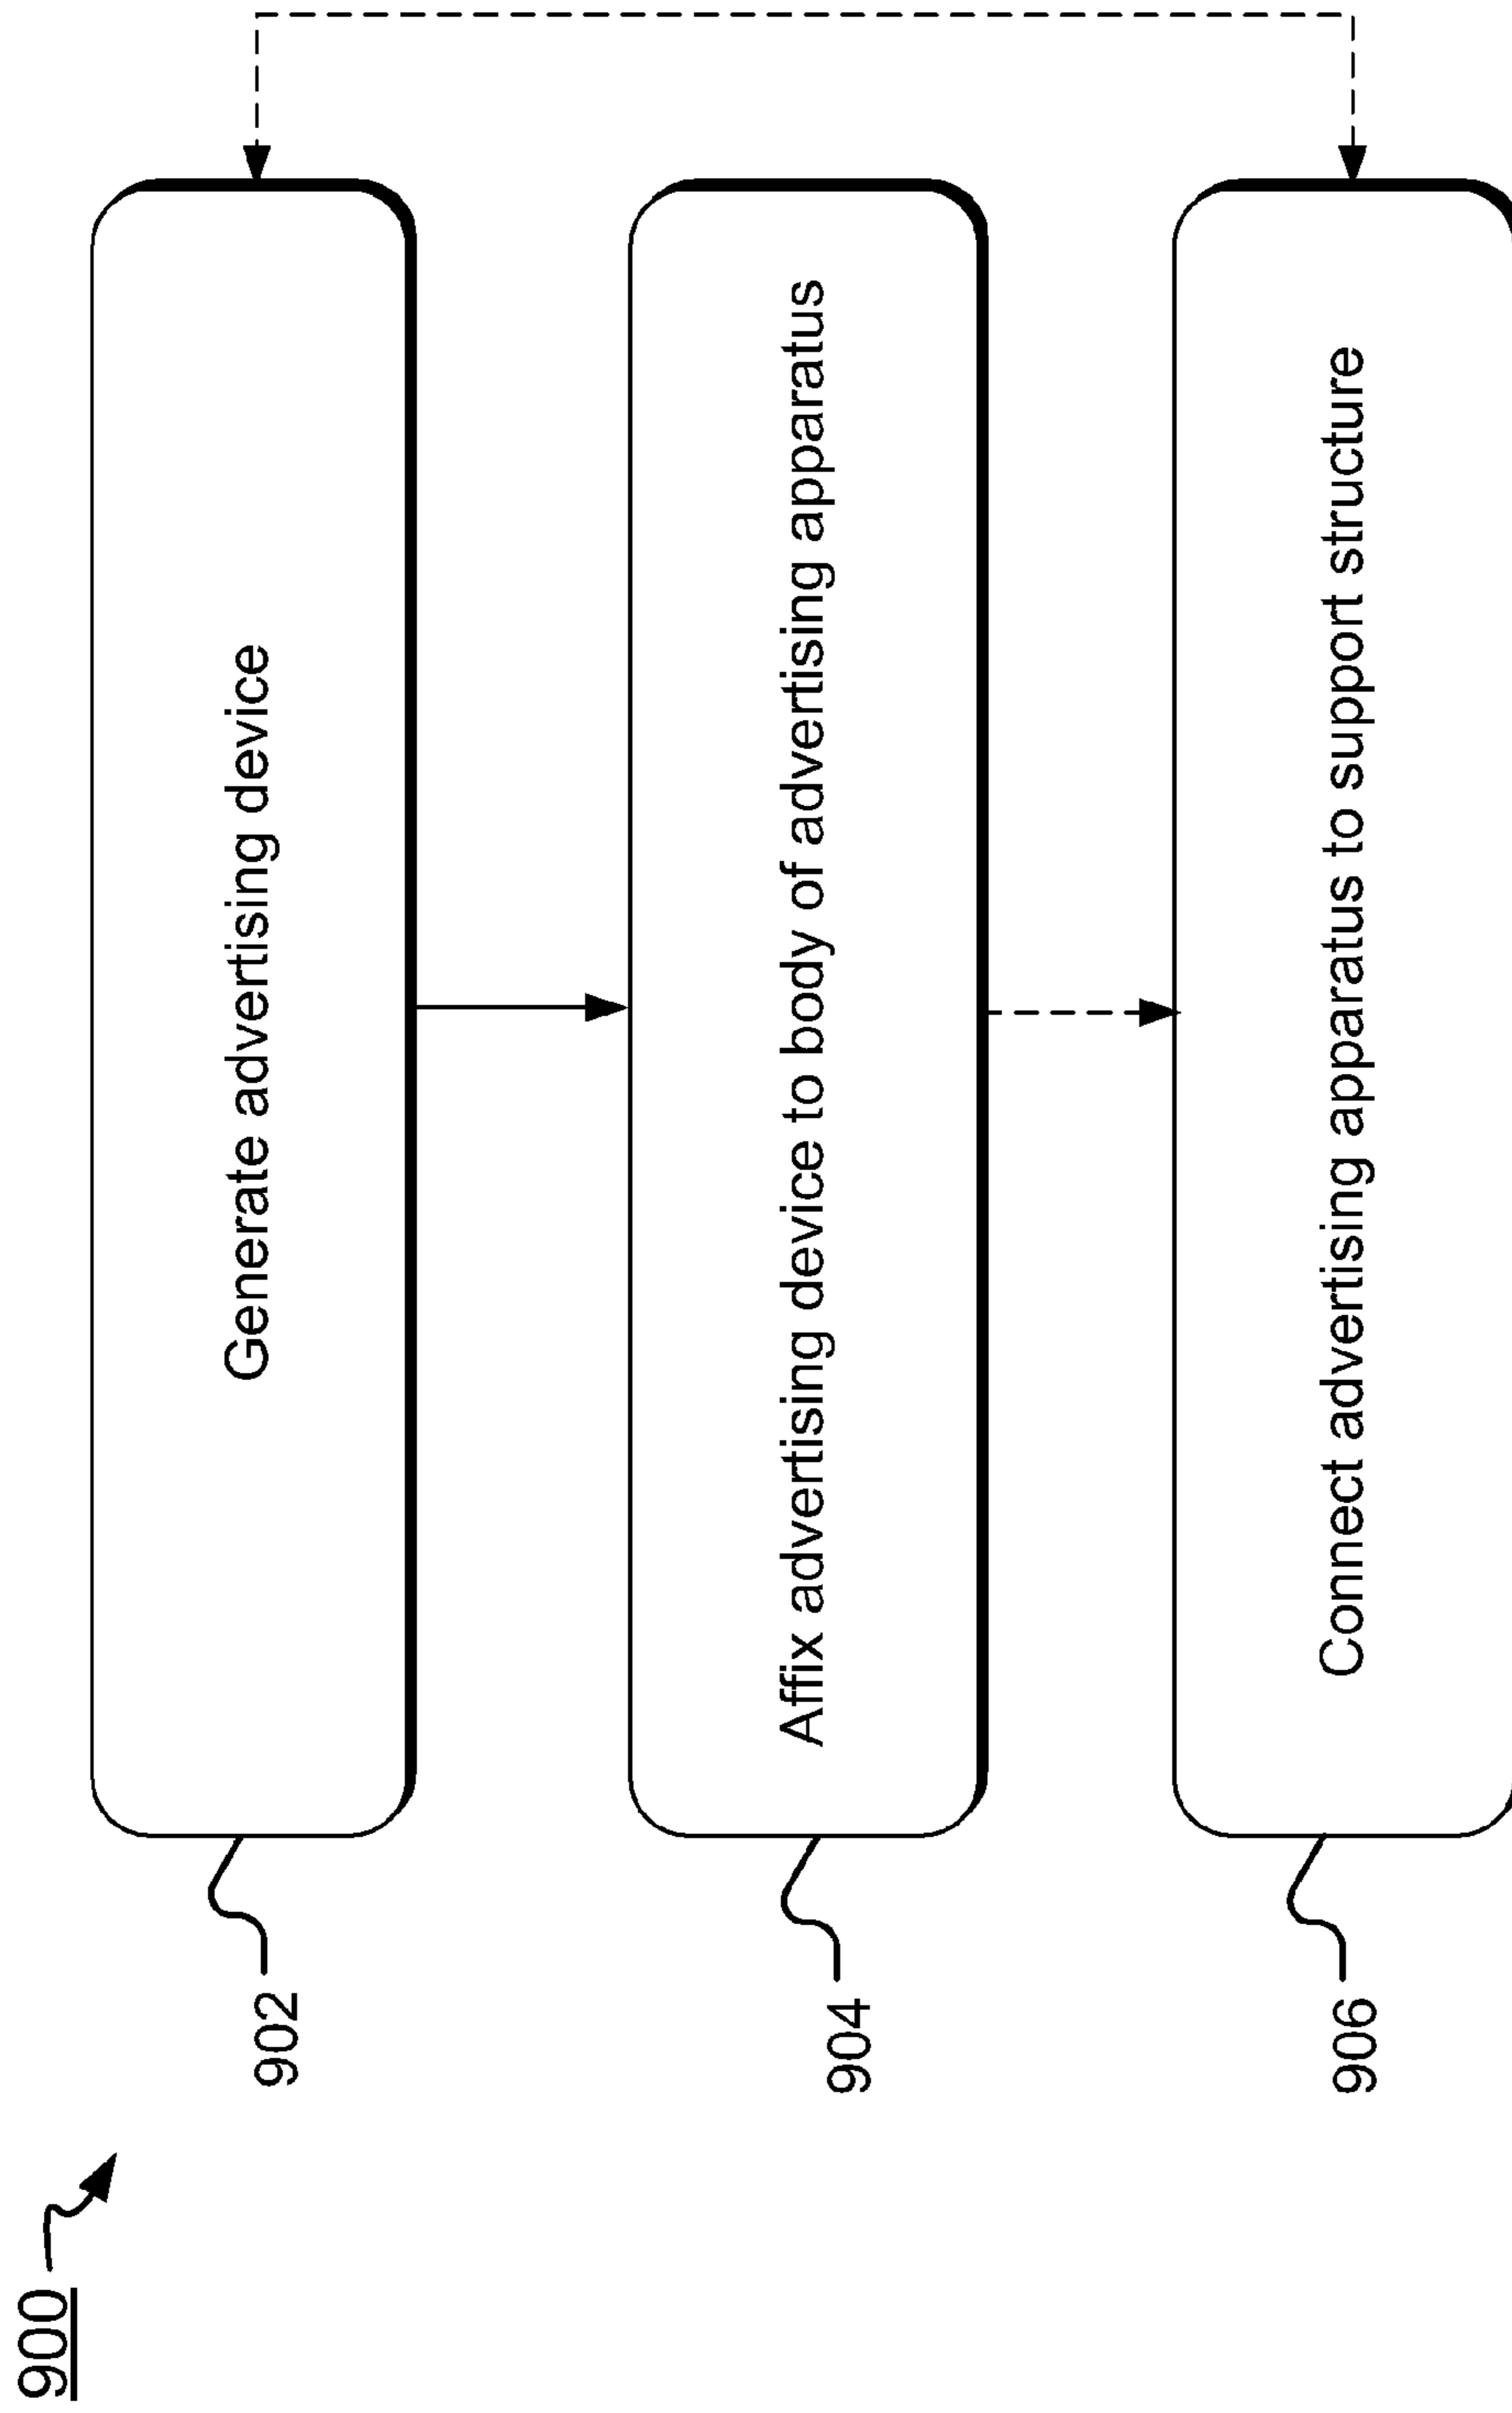 900
902
Generate advertising device
904
Affix advertising device to body of advertising apparatus
906
Connect advertising apparatus to support structure